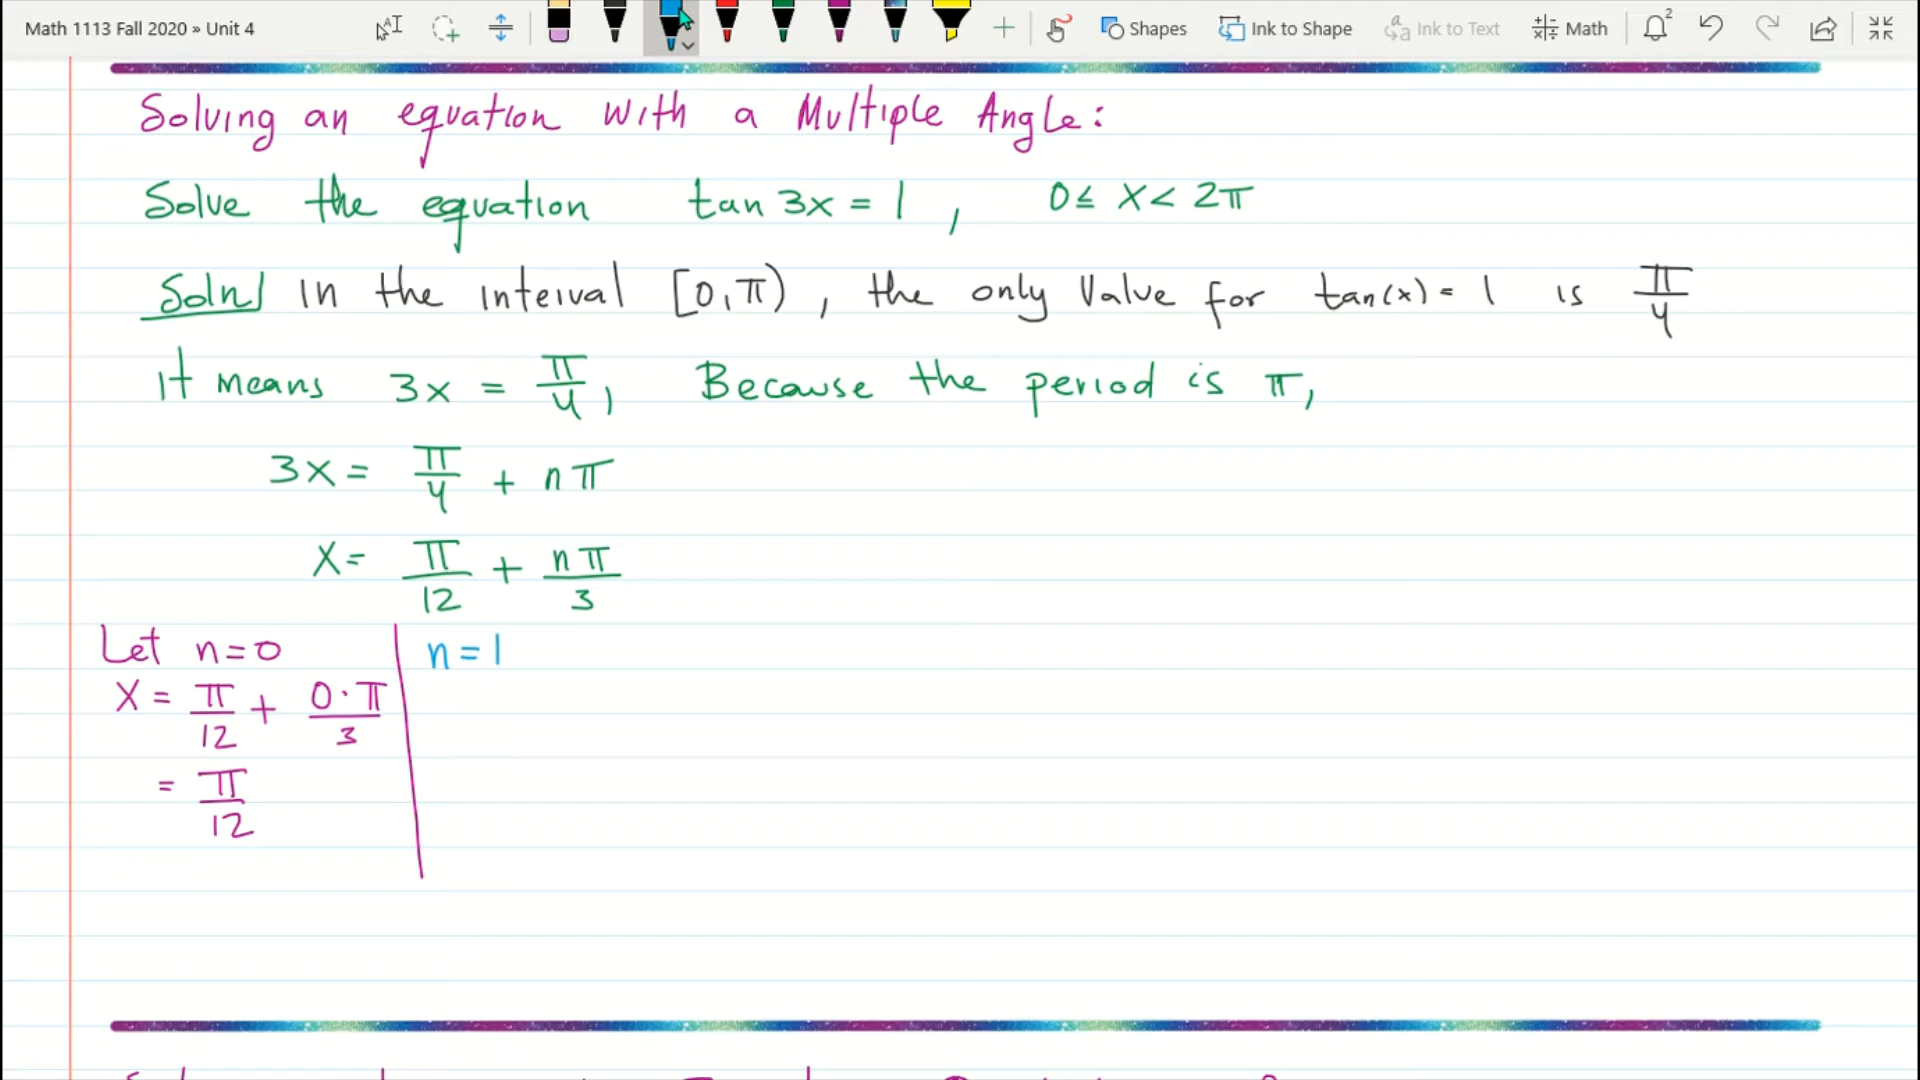 Math 1113 Fall 2020 » Unit 4
Shapes Ink to Shape Ink to Text Math 2
Solving an equation with a Multiple Angle:
Solve the equation tan 3x = 1 , 0 ≤ x < 2π
Soln In the interval [0, π) , the only value for tan(x) = 1 is π/4
it means 3x = π/4 , Because the period is π,
3x = π/4 + nπ
x = π/12 + nπ/3
Let n = 0
x = π/12 + 0·π/3
= π/12
n = 1